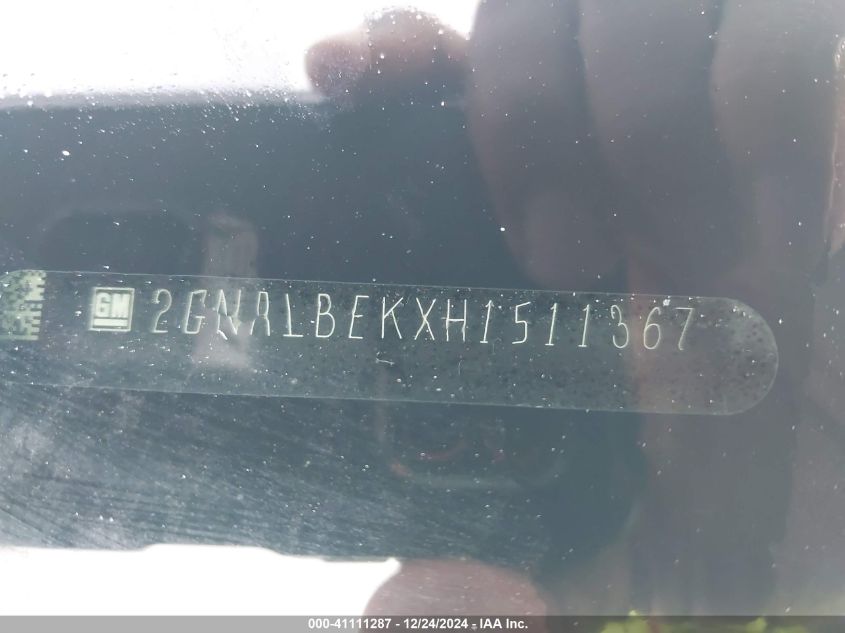 GM 2GNALBEKXH1511367
000-41111287 - 12/24/2024 - IAA Inc.